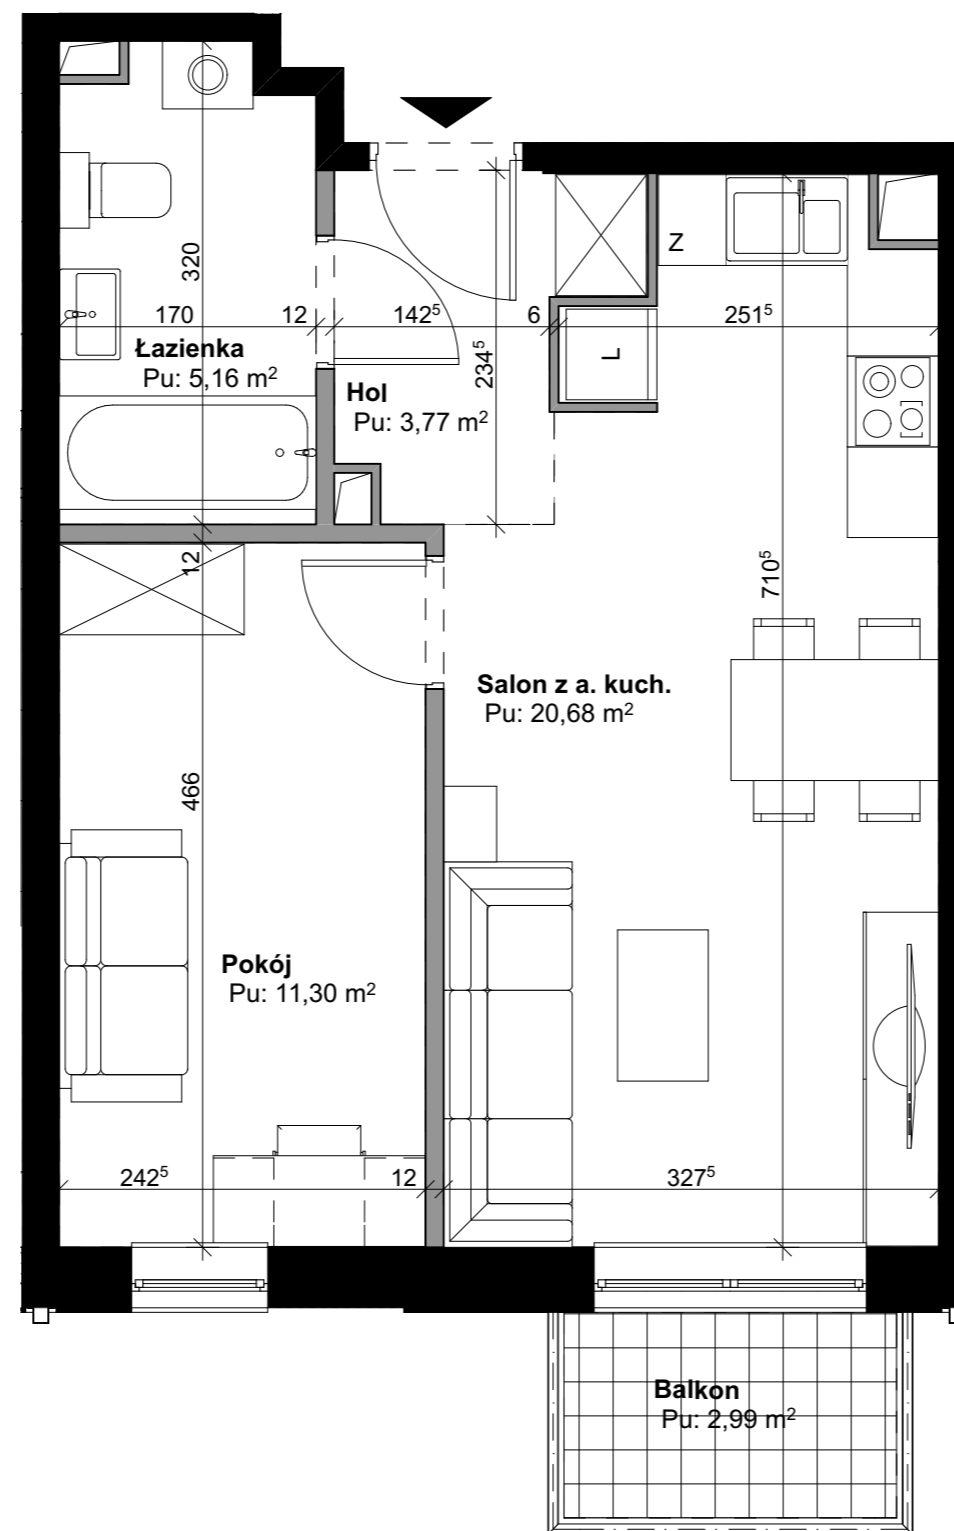 Z
320
170
12
142⁵
6
251⁵
Łazienka
Pu: 5,16 m²
234⁵
L
Hol
Pu: 3,77 m²
12
710⁵
Salon z a. kuch.
Pu: 20,68 m²
466
Pokój
Pu: 11,30 m²
242⁵
12
327⁵
Balkon
Pu: 2,99 m²